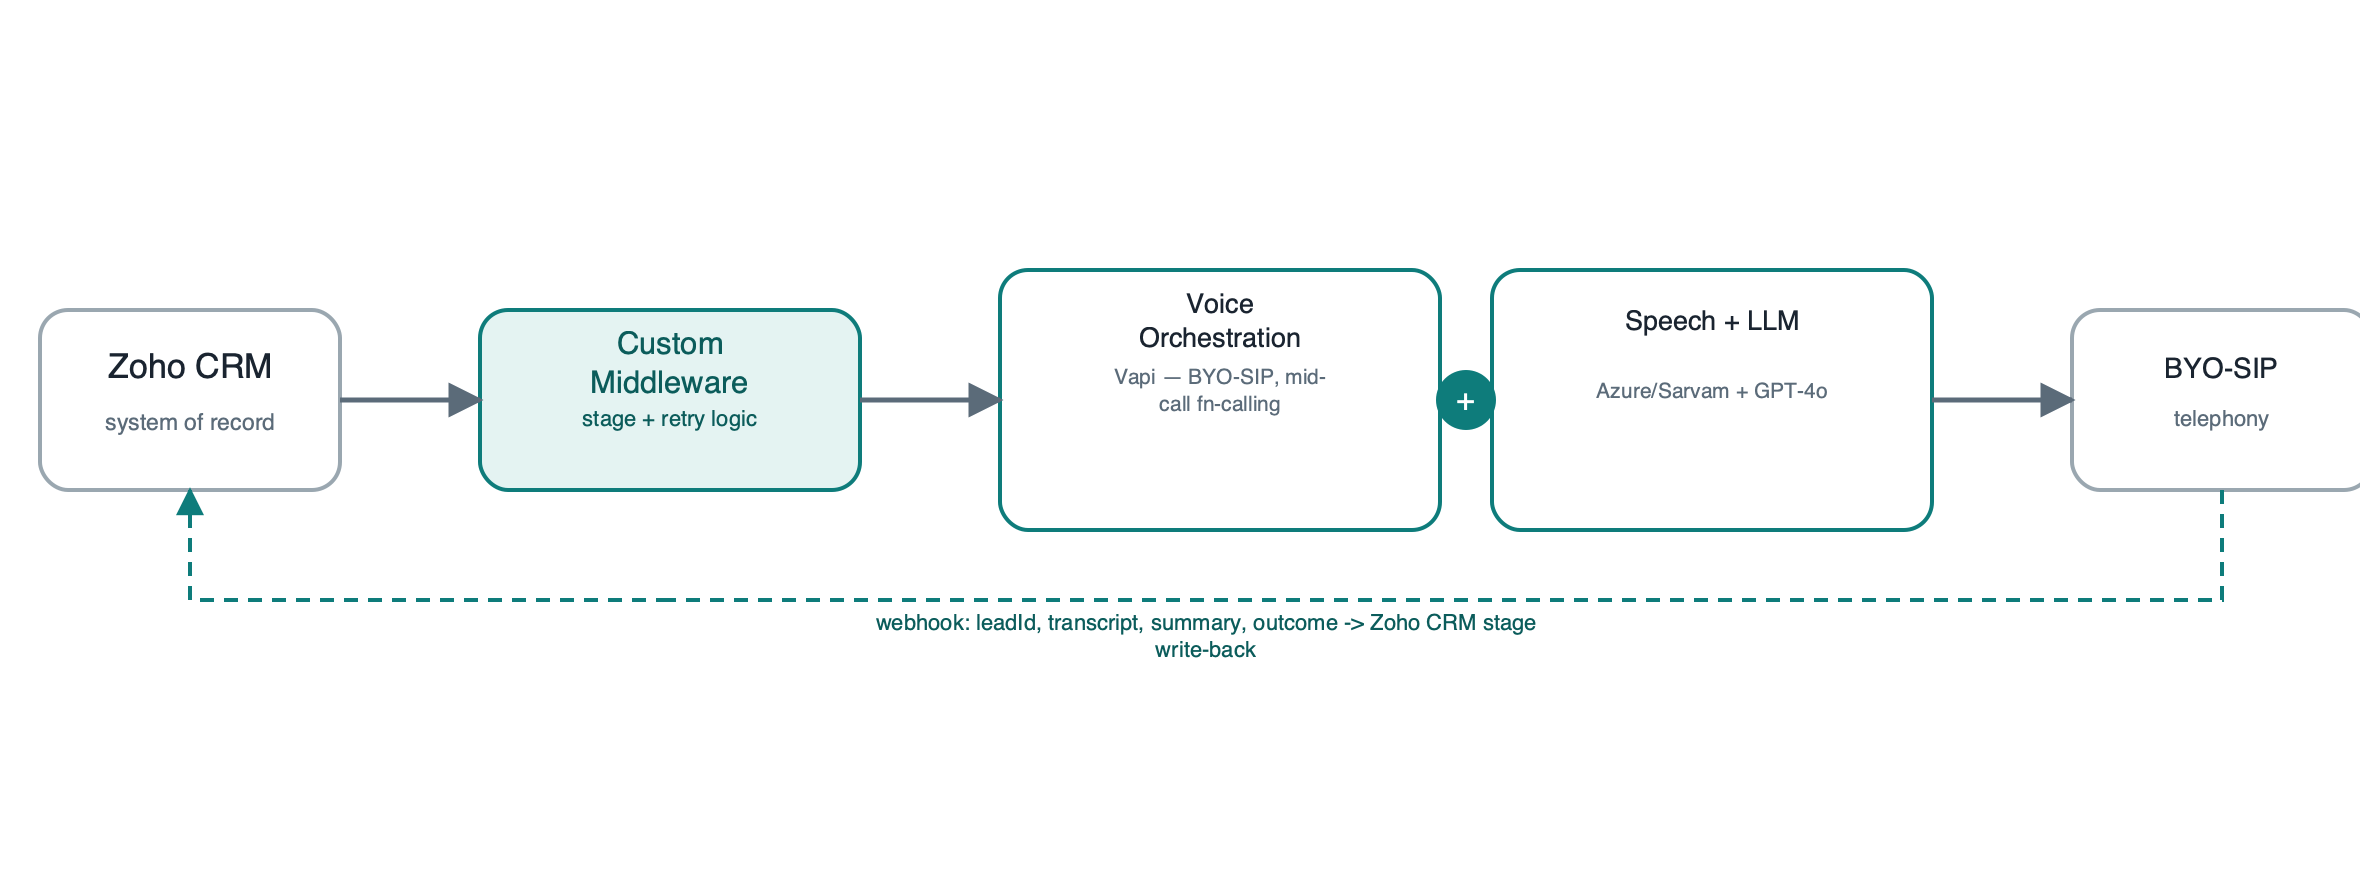 Zoho CRM
system of record
Custom
Middleware
stage + retry logic
Voice
Orchestration
Vapi — BYO-SIP, mid-
call fn-calling
+
Speech + LLM
Azure/Sarvam + GPT-4o
BYO-SIP
telephony
webhook: leadId, transcript, summary, outcome -> Zoho CRM stage
write-back